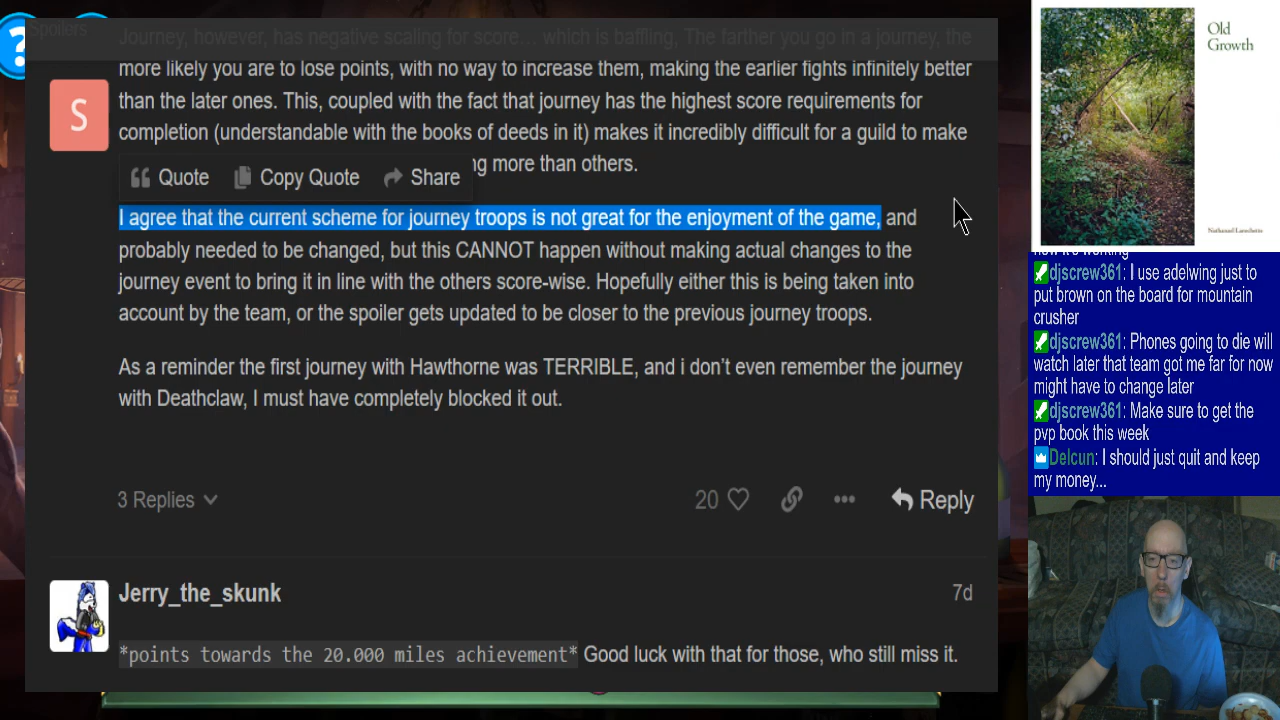 Spoilers
Journey, however, has negative scaling for score... which is baffling, The farther you go in a journey, the
more likely you are to lose points, with no way to increase them, making the earlier fights infinitely better
than the later ones. This, coupled with the fact that journey has the highest score requirements for
completion (understandable with the books of deeds in it) makes it incredibly difficult for a guild to make
ng more than others.
Quote Copy Quote Share
I agree that the current scheme for journey troops is not great for the enjoyment of the game, and
probably needed to be changed, but this CANNOT happen without making actual changes to the
journey event to bring it in line with the others score-wise. Hopefully either this is being taken into
account by the team, or the spoiler gets updated to be closer to the previous journey troops.
As a reminder the first journey with Hawthorne was TERRIBLE, and i don't even remember the journey
with Deathclaw, I must have completely blocked it out.
3 Replies
20
Reply
S
Jerry_the_skunk
7d
*points towards the 20.000 miles achievement* Good luck with that for those, who still miss it.
?
Old
Growth
Nathanael Larochette
djscrew361: I use adelwing just to
put brown on the board for mountain
crusher
djscrew361: Phones going to die will
watch later that team got me far for now
might have to change later
djscrew361: Make sure to get the
pvp book this week
Delcun: I should just quit and keep
my money...